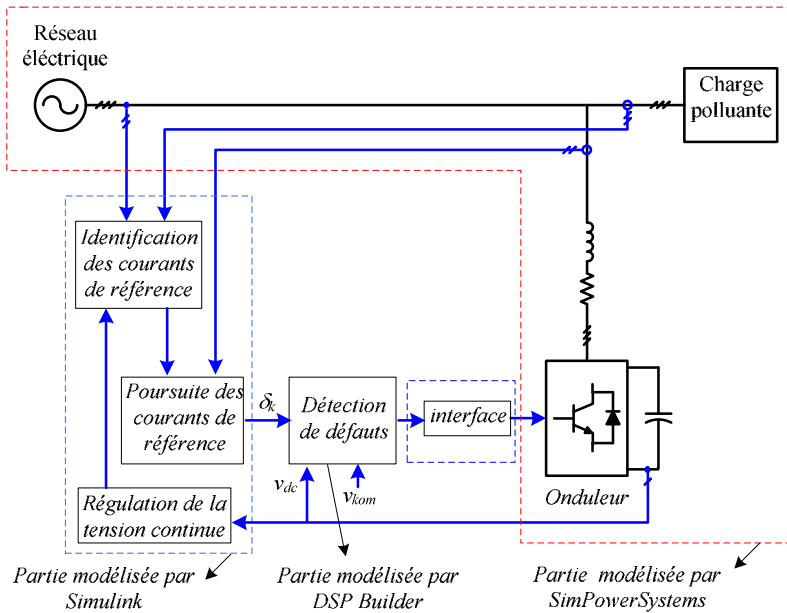 Réseau
éléctrique
Charge
polluante
Identification
des courants
de référence
Poursuite des
courants de
référence
δk
Détection
de défauts
interface
vdc
vkom
Onduleur
Régulation de la
tension continue
Partie modélisée par
Simulink
Partie modélisée par
DSP Builder
Partie modélisée par
SimPowerSystems